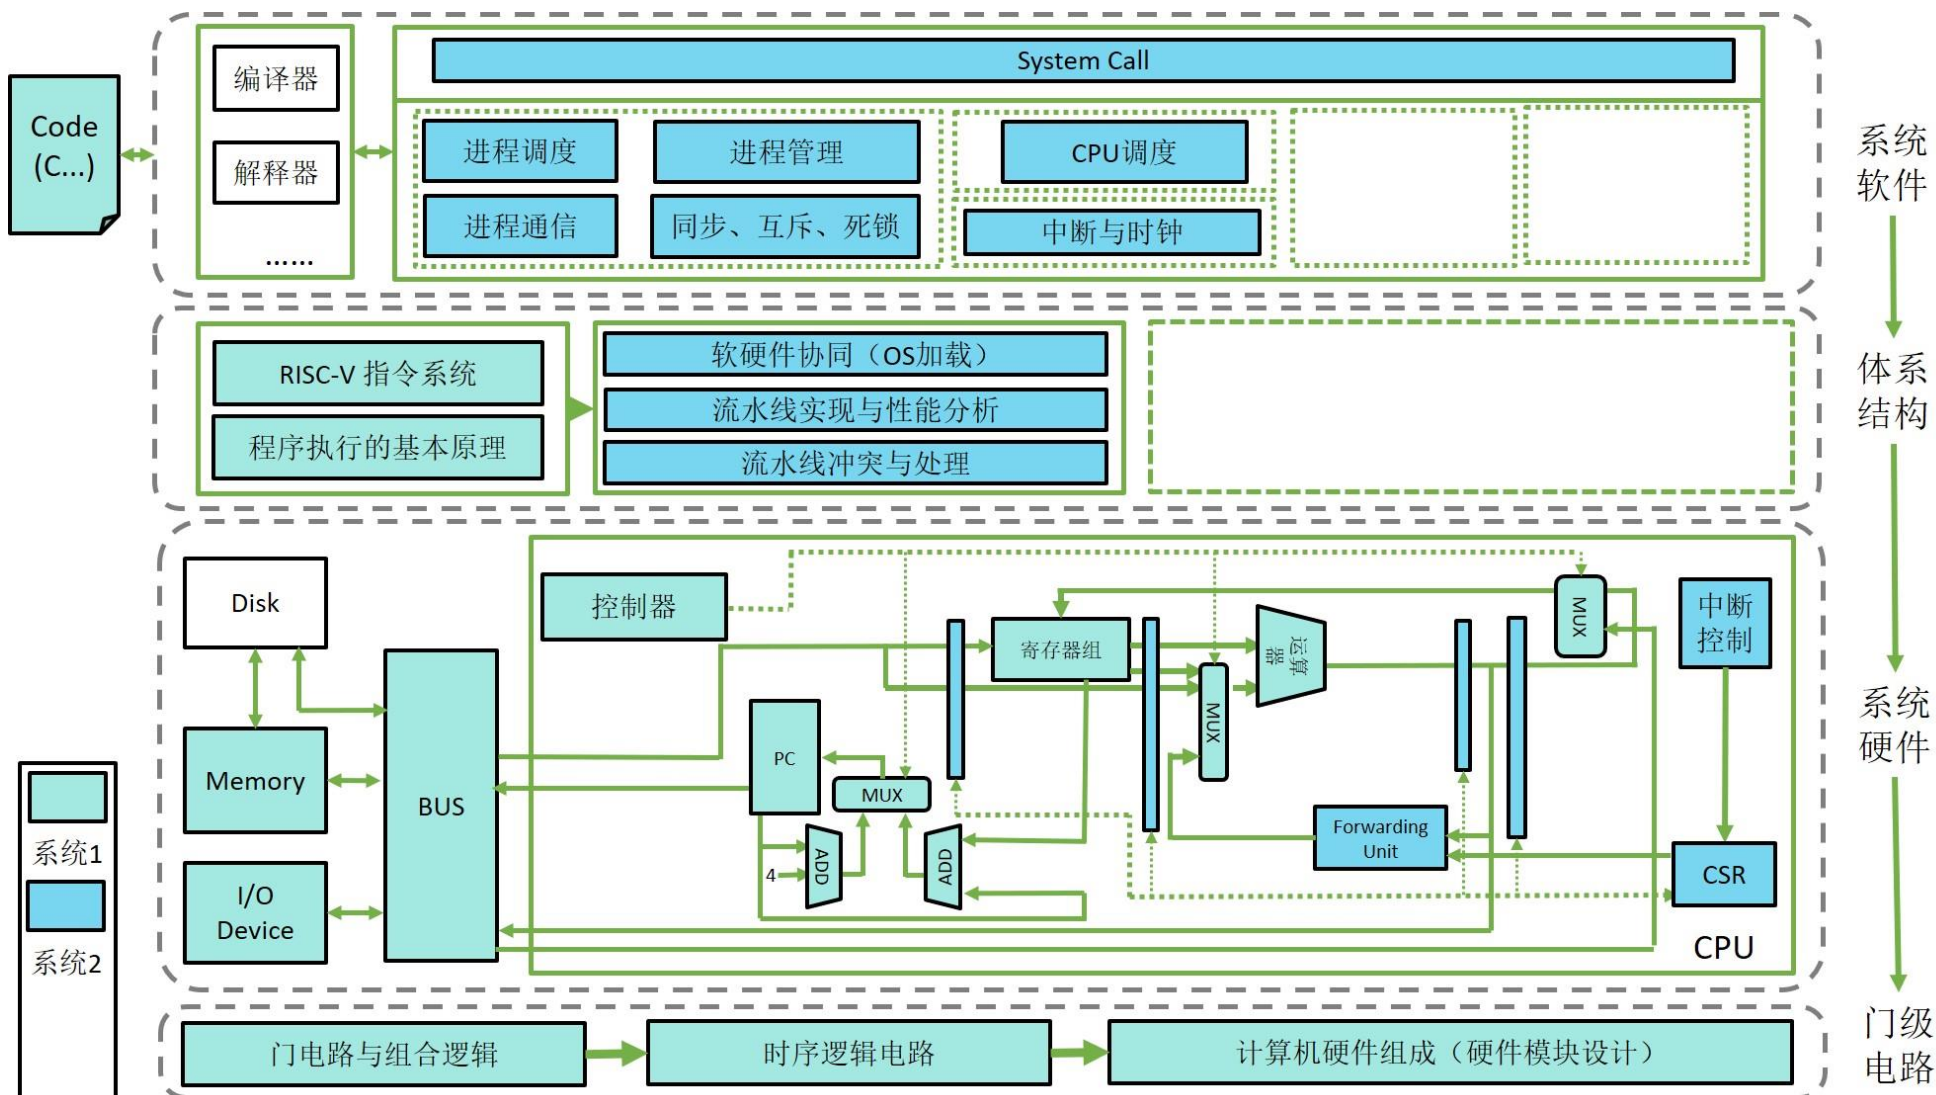 System Call
编译器
Code
(C...)
解释器
......
进程调度
进程管理
CPU调度
进程通信
同步、互斥、死锁
中断与时钟
系统
软件
RISC-V 指令系统
程序执行的基本原理
软硬件协同（OS加载）
流水线实现与性能分析
流水线冲突与处理
体系
结构
Disk
Memory
I/O
Device
BUS
控制器
PC
MUX
4
ADD
ADD
寄存器组
MUX
运算
器
Forwarding
Unit
MUX
中断
控制
CSR
CPU
系统
硬件
系统1
系统2
门电路与组合逻辑
时序逻辑电路
计算机硬件组成（硬件模块设计）
门级
电路